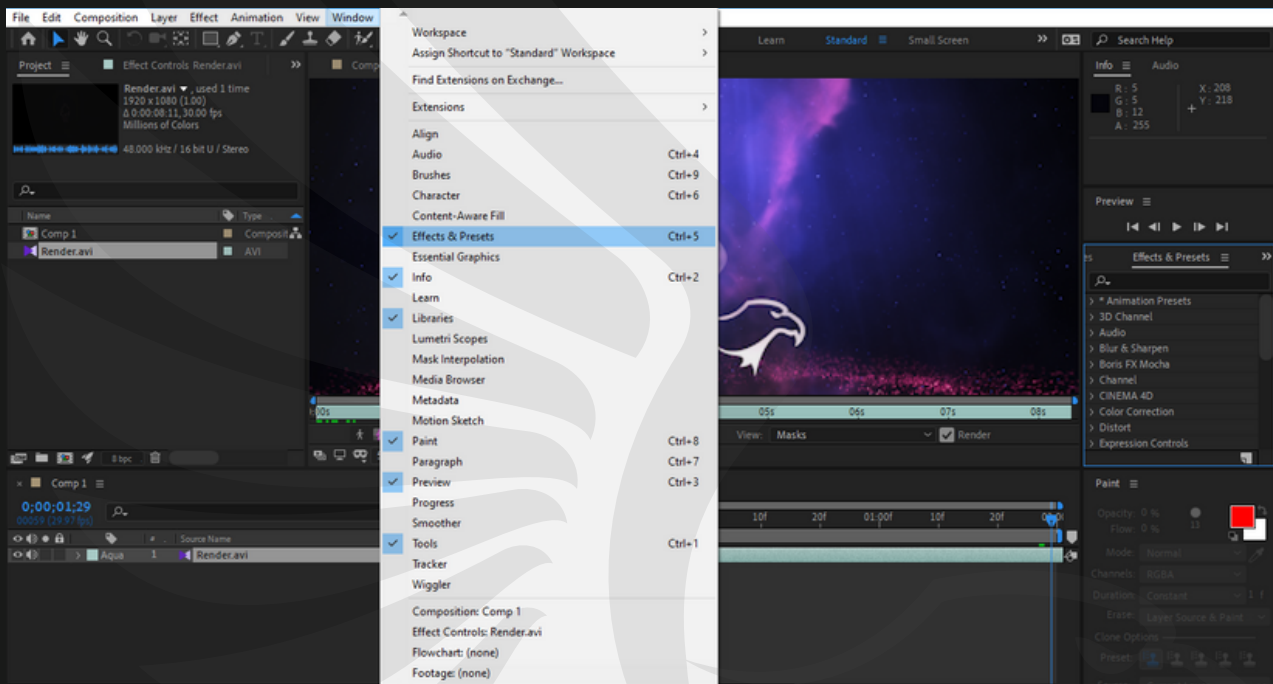 File Edit Composition Layer Effect Animation View Window
Learn Standard Small Screen Search Help
Project Effect Controls Render.avi
Render.avi , used 1 time
1920 x 1080 (1.00)
Δ 0:00:08:11, 30.00 fps
Millions of Colors
48.000 kHz / 16 bit U / Stereo
Name Type
Comp 1 Composit
Render.avi AVI
8 bpc
Comp
Workspace
Assign Shortcut to "Standard" Workspace
Find Extensions on Exchange...
Extensions
Align
Audio Ctrl+4
Brushes Ctrl+9
Character Ctrl+6
Content-Aware Fill
Effects & Presets Ctrl+5
Essential Graphics
Info Ctrl+2
Learn
Libraries
Lumetri Scopes
Mask Interpolation
Media Browser
Metadata
Motion Sketch
Paint Ctrl+8
Paragraph Ctrl+7
Preview Ctrl+3
Progress
Smoother
Tools Ctrl+1
Tracker
Wiggler
Composition: Comp 1
Effect Controls: Render.avi
Flowchart: (none)
Footage: (none)
05s 06s 07s 08s
View: Masks Render
Info Audio
R: 5 X: 208
G: 5 Y: 218
B: 12
A: 255
Preview
Effects & Presets
* Animation Presets
3D Channel
Audio
Blur & Sharpen
Boris FX Mocha
Channel
CINEMA 4D
Color Correction
Distort
Expression Controls
Comp 1
0;00;01;29
00059 (29.97 fps)
# Source Name
Aqua 1 Render.avi
10f 20f 01:00f 10f 20f
Paint
Opacity: 0 %
Flow: 0 % 13
Mode: Normal
Channels: RGBA
Duration: Constant 1 f
Erase: Layer Source & Paint
Clone Options
Preset: